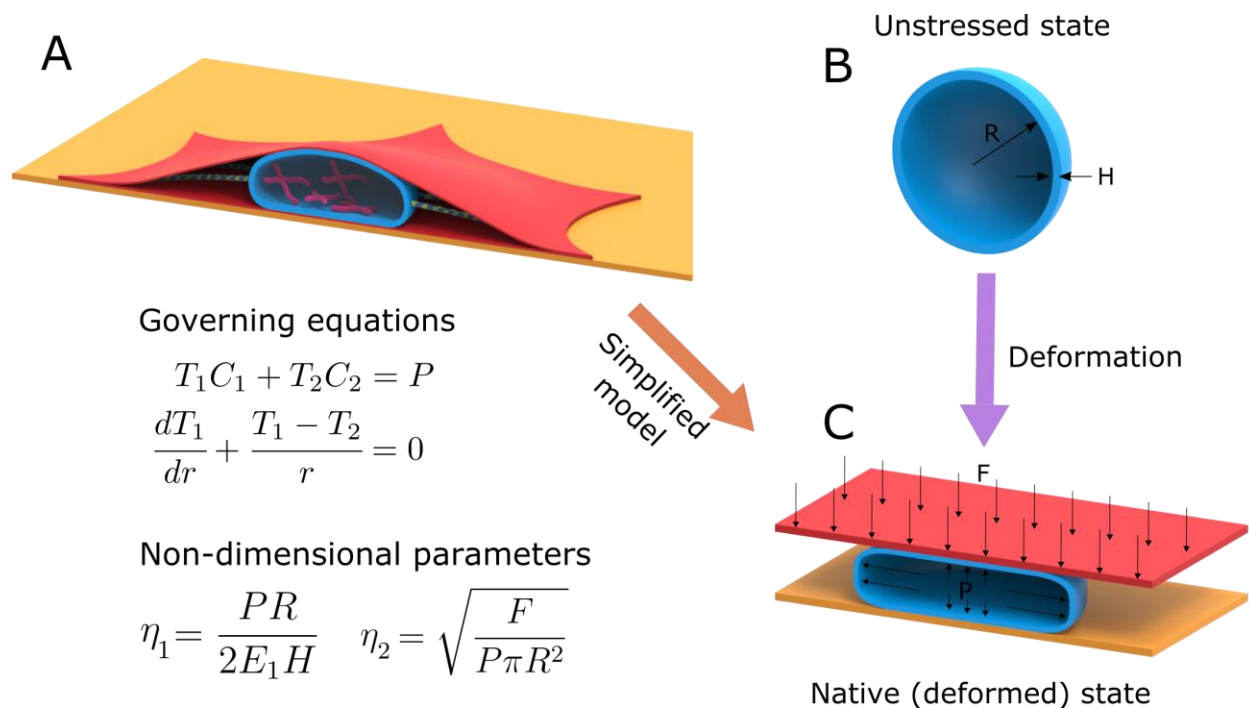 A
Governing equations
T₁C₁ + T₂C₂ = P
dT₁/dr + (T₁ − T₂)/r = 0
Non-dimensional parameters
η₁ = PR/(2E₁H) η₂ = √(F/(PπR²))
Simplified
model
Unstressed state
B
R
H
Deformation
C
F
P
Native (deformed) state